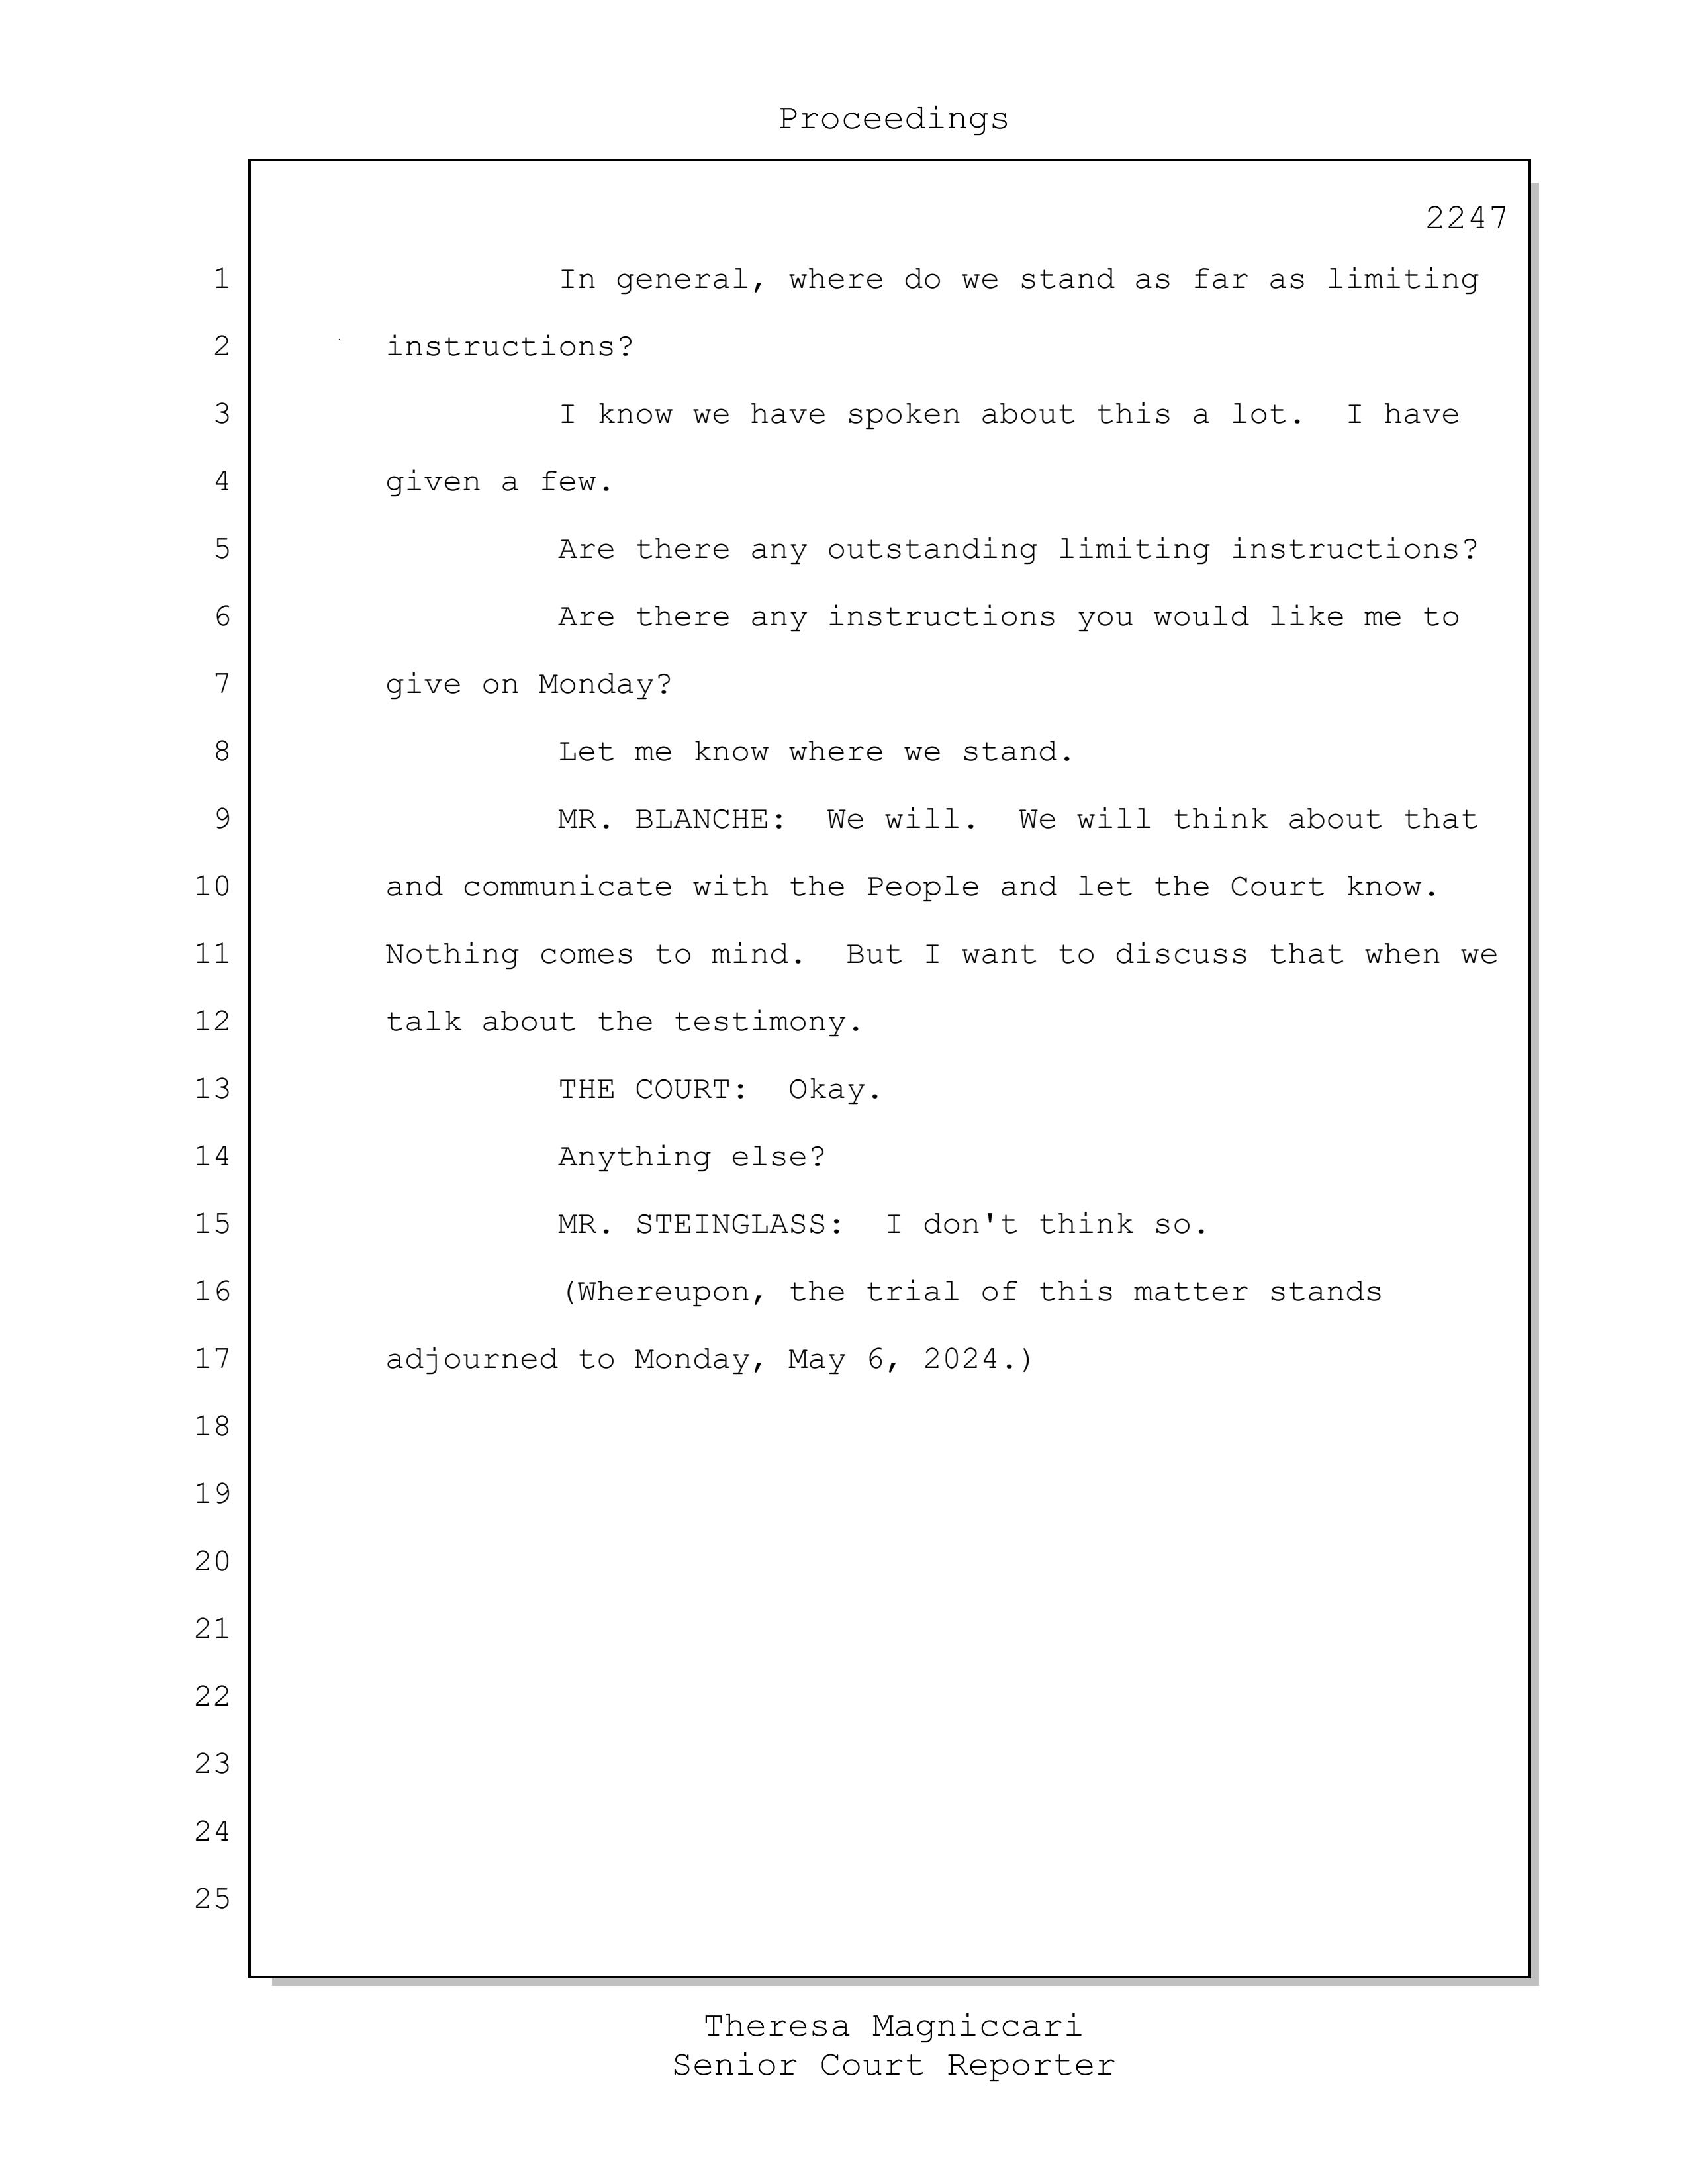 Proceedings
2247
1 In general, where do we stand as far as limiting
2 instructions?
3 I know we have spoken about this a lot.  I have
4 given a few.
5 Are there any outstanding limiting instructions?
6 Are there any instructions you would like me to
7 give on Monday?
8 Let me know where we stand.
9 MR. BLANCHE:  We will.  We will think about that
10 and communicate with the People and let the Court know.
11 Nothing comes to mind.  But I want to discuss that when we
12 talk about the testimony.
13 THE COURT:  Okay.
14 Anything else?
15 MR. STEINGLASS:  I don't think so.
16 (Whereupon, the trial of this matter stands
17 adjourned to Monday, May 6, 2024.)
18
19
20
21
22
23
24
25
Theresa Magniccari
Senior Court Reporter